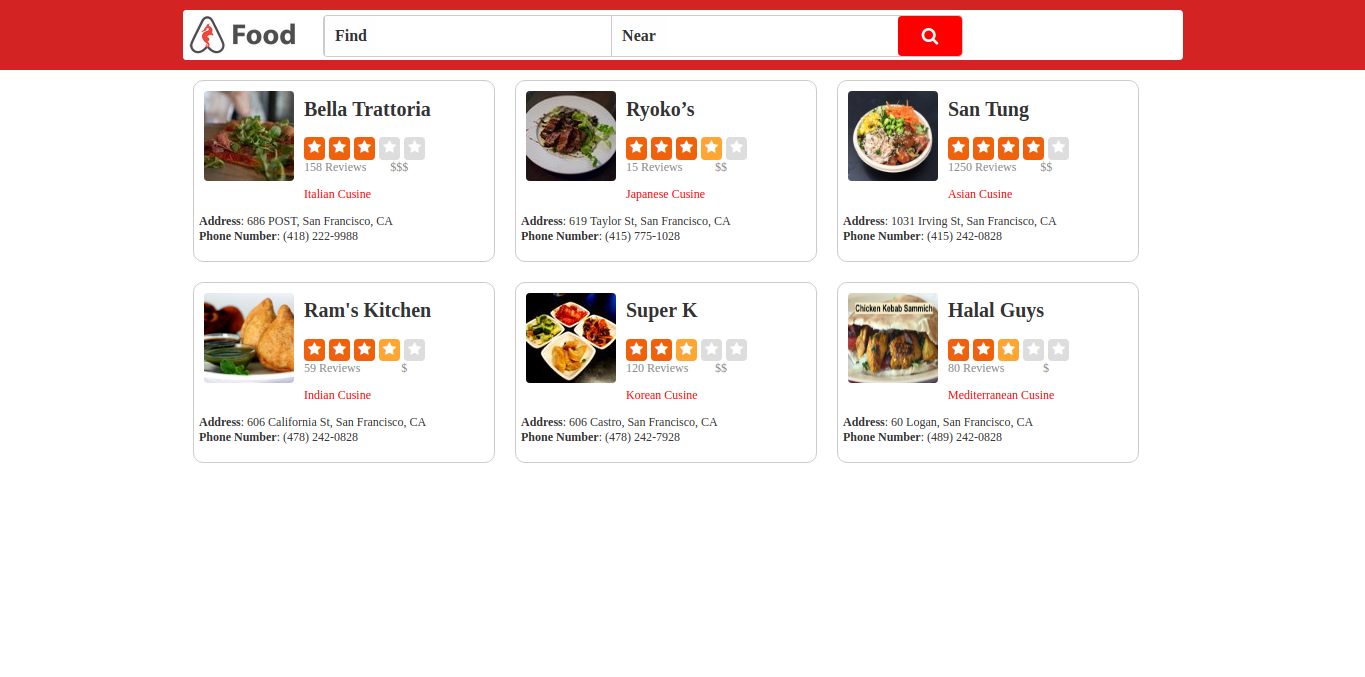 Food
Find
Near
Bella Trattoria
158 Reviews $$$
Italian Cusine
Address: 686 POST, San Francisco, CA
Phone Number: (418) 222-9988
Ryoko’s
15 Reviews $$
Japanese Cusine
Address: 619 Taylor St, San Francisco, CA
Phone Number: (415) 775-1028
San Tung
1250 Reviews $$
Asian Cusine
Address: 1031 Irving St, San Francisco, CA
Phone Number: (415) 242-0828
Ram's Kitchen
59 Reviews $
Indian Cusine
Address: 606 California St, San Francisco, CA
Phone Number: (478) 242-0828
Super K
120 Reviews $$
Korean Cusine
Address: 606 Castro, San Francisco, CA
Phone Number: (478) 242-7928
Chicken Kebab Sammich
Halal Guys
80 Reviews $
Mediterranean Cusine
Address: 60 Logan, San Francisco, CA
Phone Number: (489) 242-0828